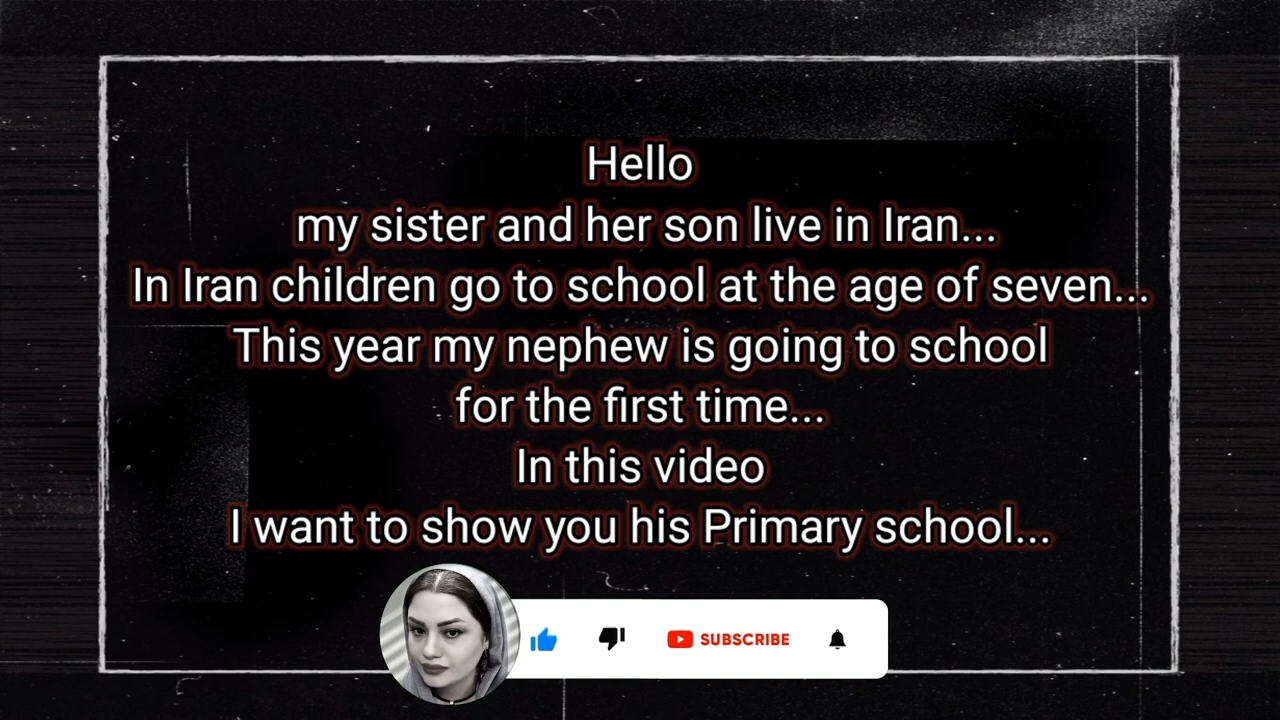 Hello
my sister and her son live in Iran...
In Iran children go to school at the age of seven...
This year my nephew is going to school
for the first time...
In this video
I want to show you his Primary school...
SUBSCRIBE